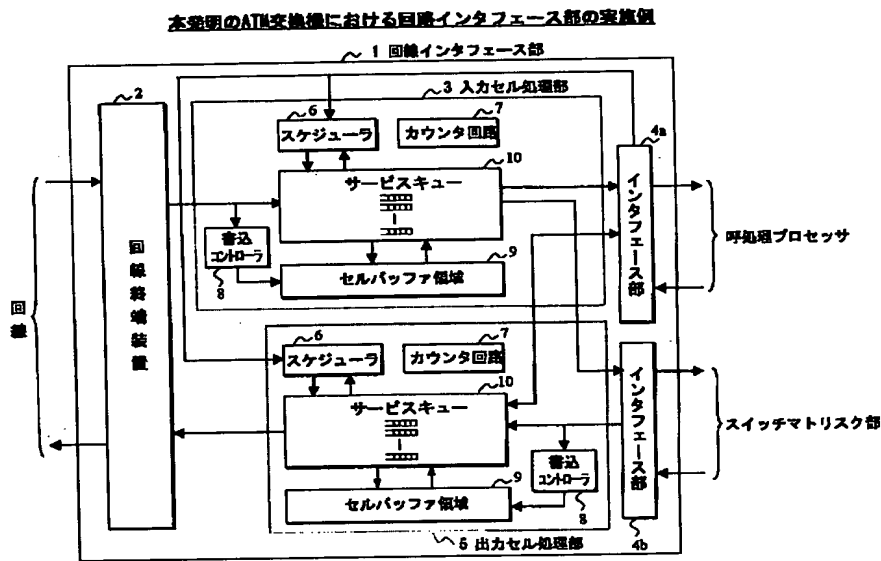 本発明のATM交換機における回路インタフェース部の実施例
1 回線インタフェース部
2
3 入力セル処理部
6
7
4a
スケジューラ
カウンタ回路
10
サービスキュー
書込
コントローラ
8
9
セルバッファ領域
回線終端装置
インタフェース部
呼処理プロセッサ
回線
6
7
スケジューラ
カウンタ回路
10
サービスキュー
インタフェース部
スイッチマトリスク部
書込
コントローラ
8
9
セルバッファ領域
5 出力セル処理部
4b